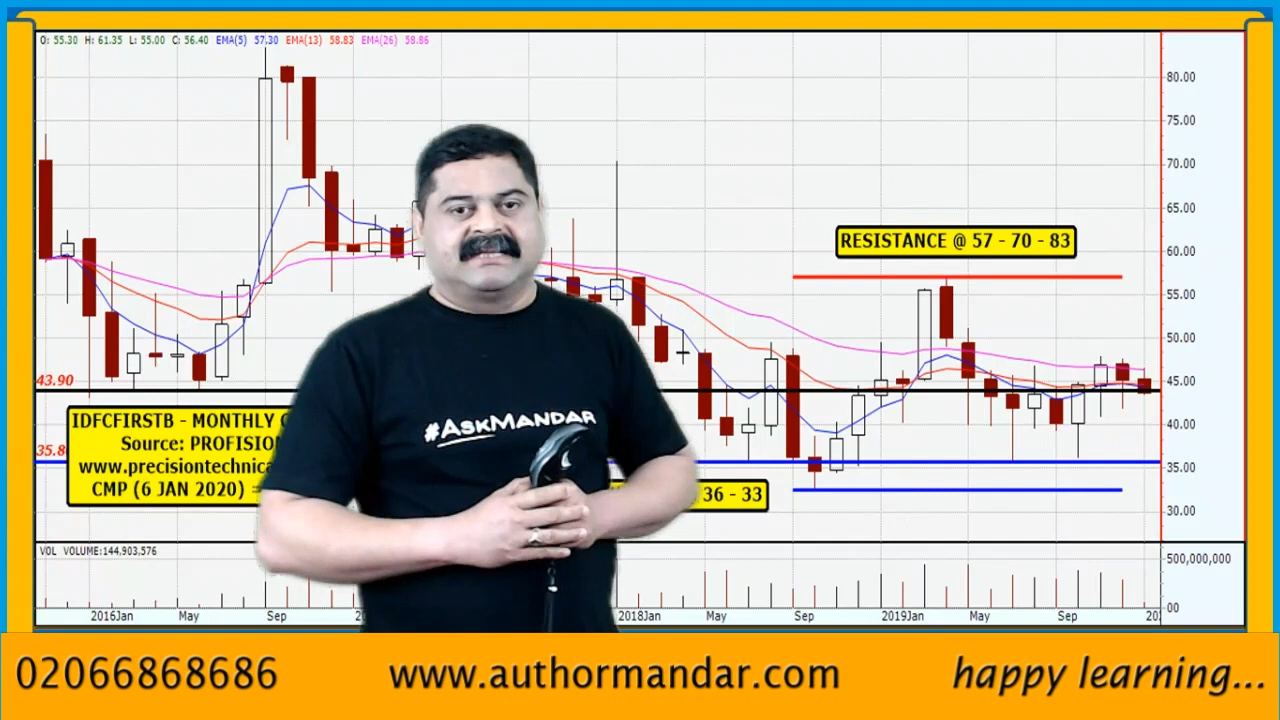 O: 55.30 H: 61.35 L: 55.00 C: 56.40 EMA(5) 57.30 EMA(13) 58.83 EMA(26) 58.86
80.00
75.00
70.00
65.00
RESISTANCE @ 57 - 70 - 83
60.00
55.00
50.00
45.00
43.90
40.00
IDFCFIRSTB - MONTHLY
Source:
www.precisiontechnica
CMP (6 JAN 2020) =
#AskMandar
35.8
35.00
36 - 33
30.00
VOL VOLUME:144,903,576
500,000,000
00
2016Jan May Sep 2018Jan May Sep 2019Jan May Sep
02066868686 www.authormandar.com happy learning...